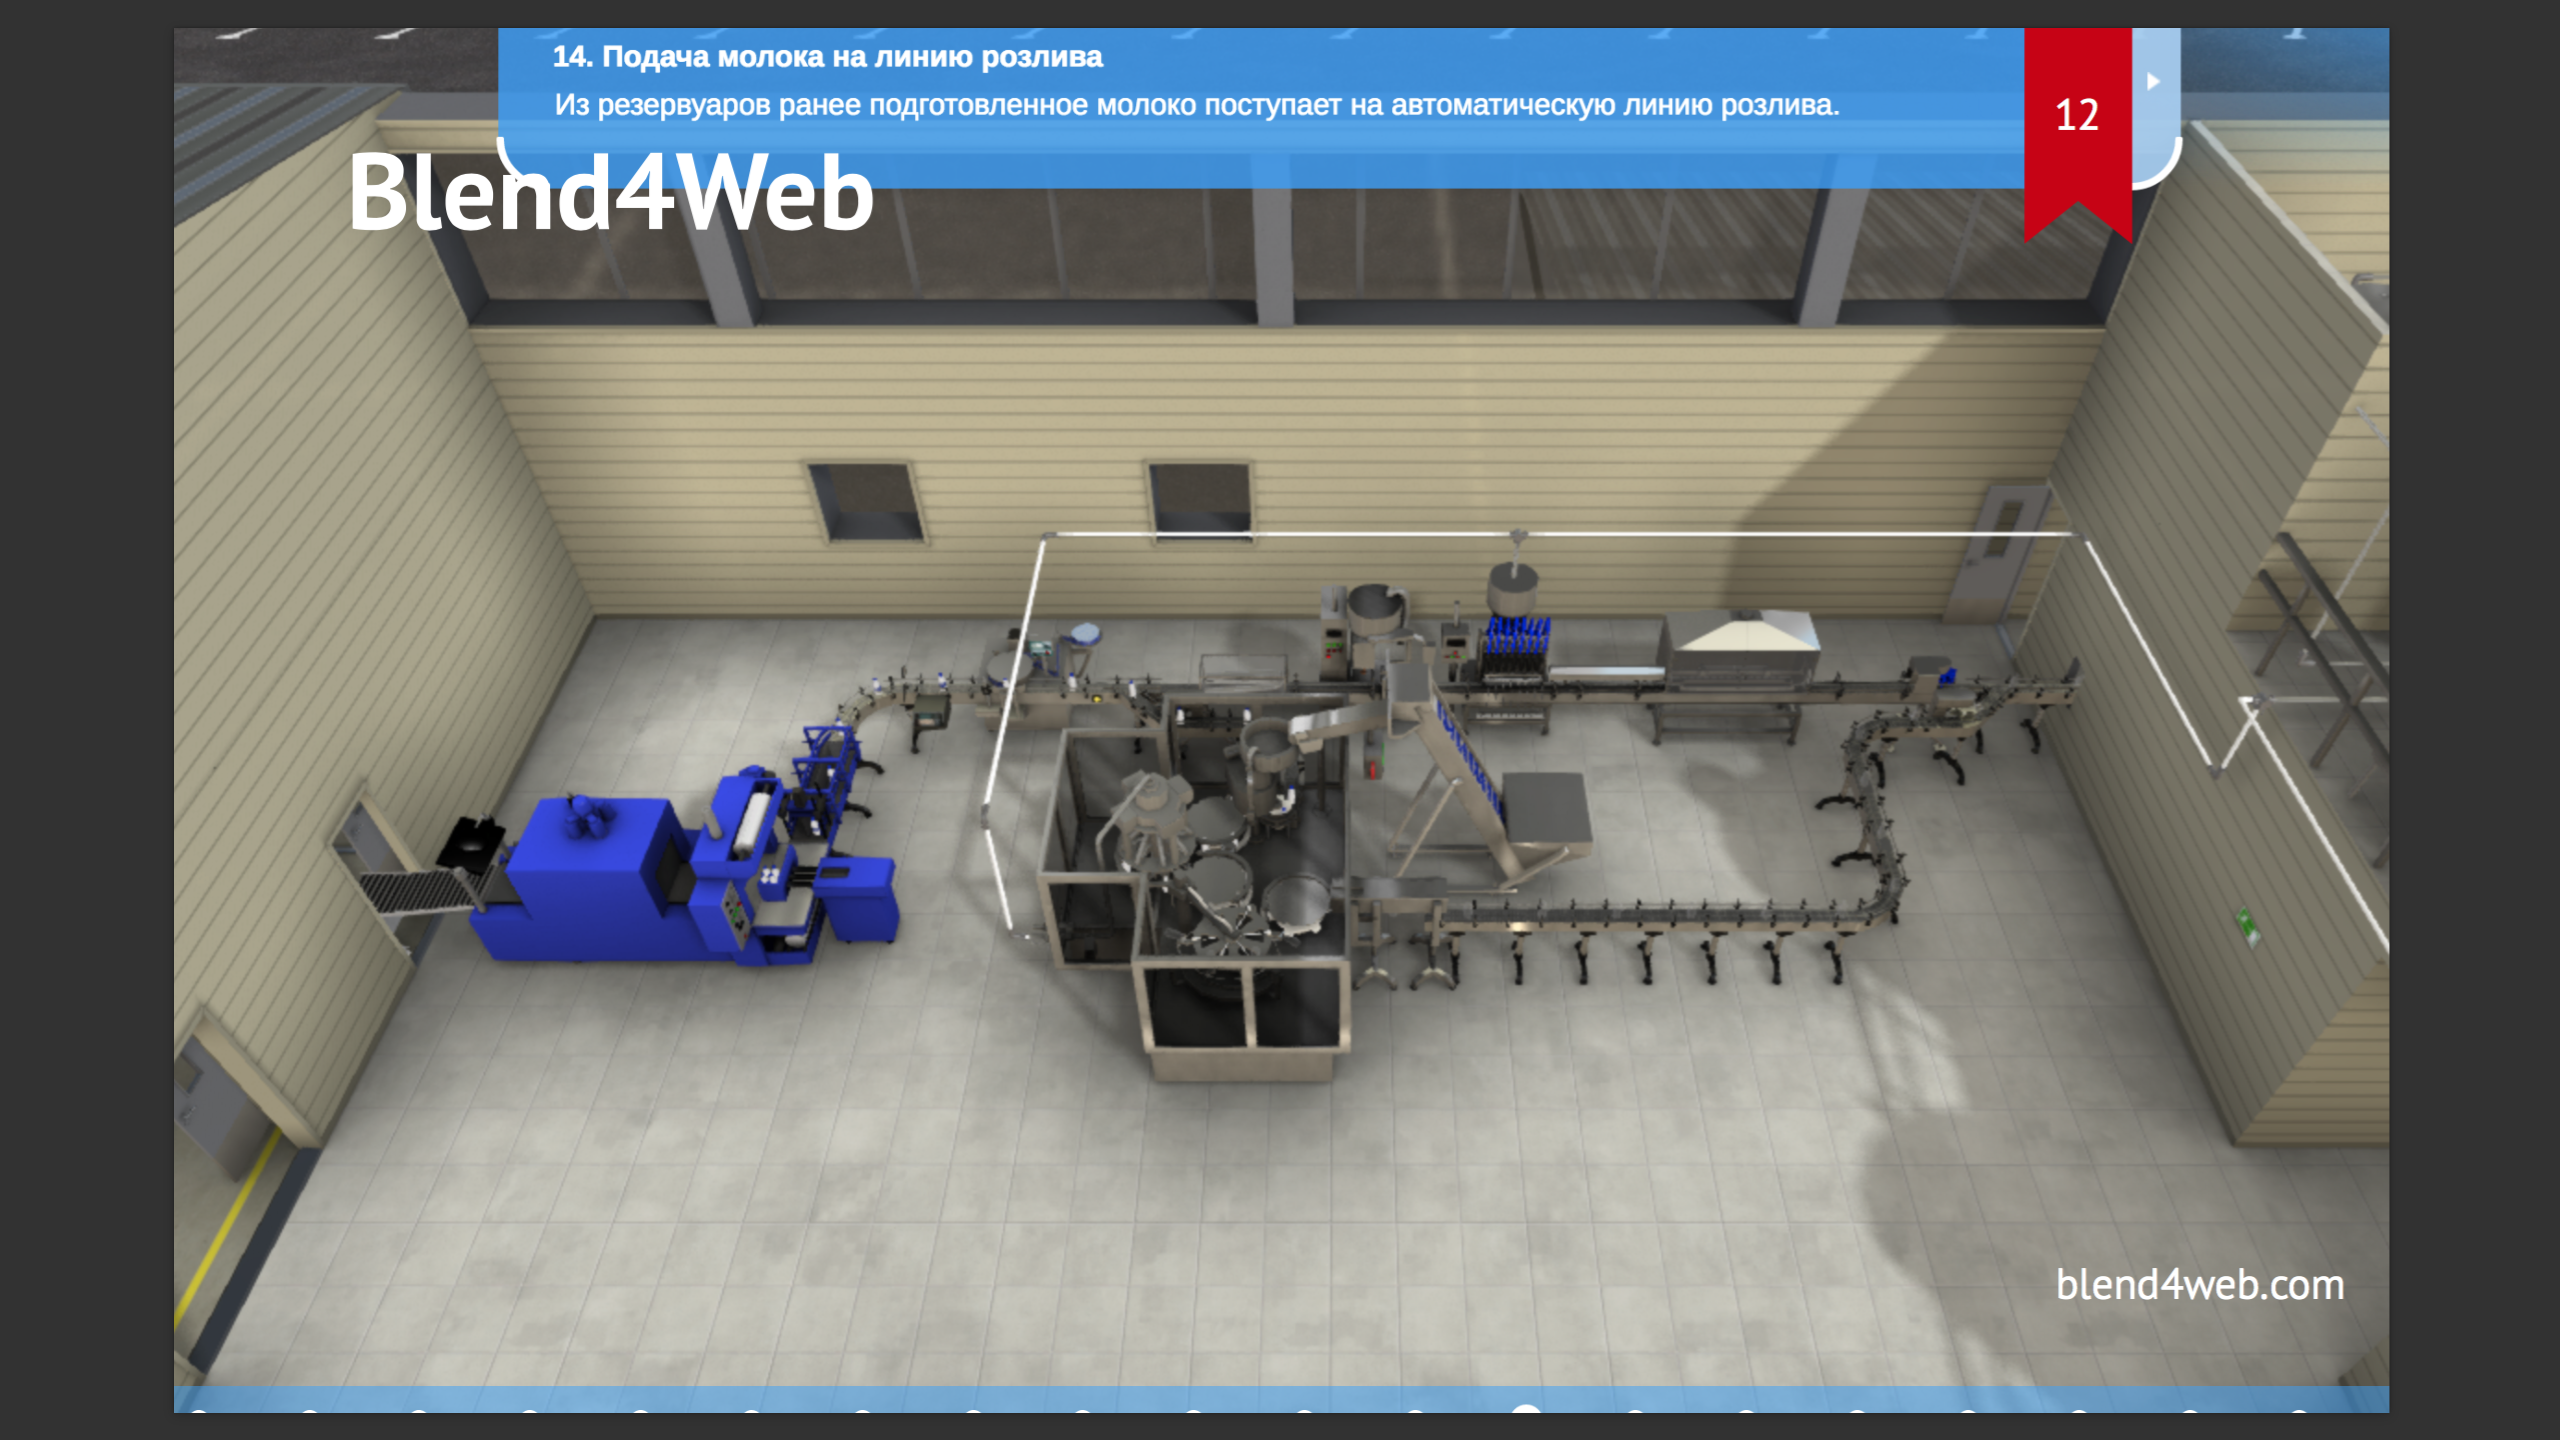 14. Подача молока на линию розлива
Из резервуаров ранее подготовленное молоко поступает на автоматическую линию розлива.
12
Blend4Web
blend4web.com